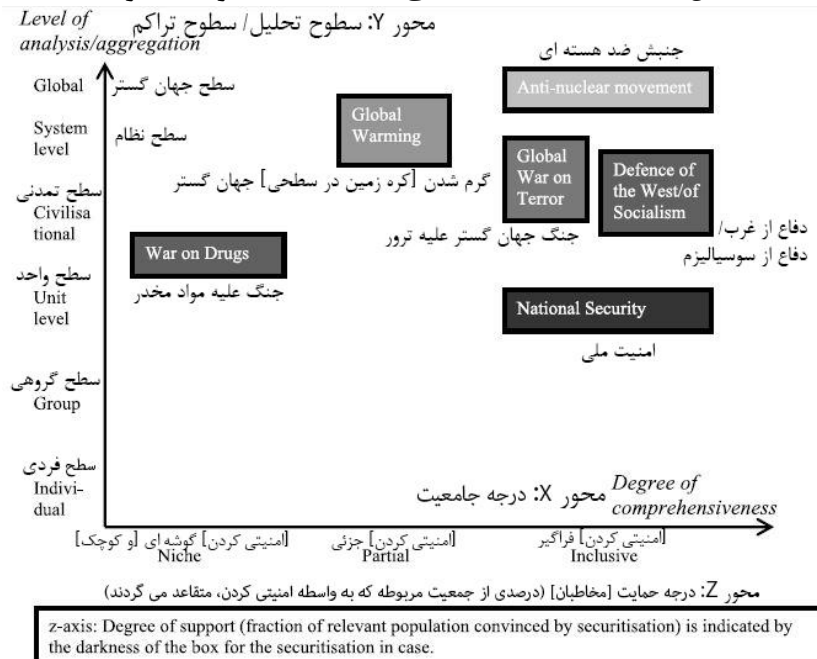 Level of
analysis/aggregation
محور Y: سطوح تحلیل/ سطوح تراکم
Global
سطح جهان گستر
System
level
سطح نظام
سطح تمدنی
Civilisa
tional
سطح واحد
Unit
level
سطح گروهی
Group
سطح فردی
Indivi-
dual
جنبش ضد هسته ای
Anti-nuclear movement
Global
Warming
گرم شدن [کره زمین در سطحی] جهان گستر
Global
War on
Terror
جنگ جهان گستر علیه ترور
Defence of
the West/of
Socialism
دفاع از غرب/
دفاع از سوسیالیزم
War on Drugs
جنگ علیه مواد مخدر
National Security
امنیت ملی
محور X: درجه جامعیت
Degree of
comprehensiveness
[امنیتی کردن] گوشه ای [و کوچک]
Niche
[امنیتی کردن] جزئی
Partial
[امنیتی کردن] فراگیر
Inclusive
محور Z: درجه حمایت [مخاطبان] (درصدی از جمعیت مربوطه که به واسطه امنیتی کردن، متقاعد می گردند)
z-axis: Degree of support (fraction of relevant population convinced by securitisation) is indicated by
the darkness of the box for the securitisation in case.